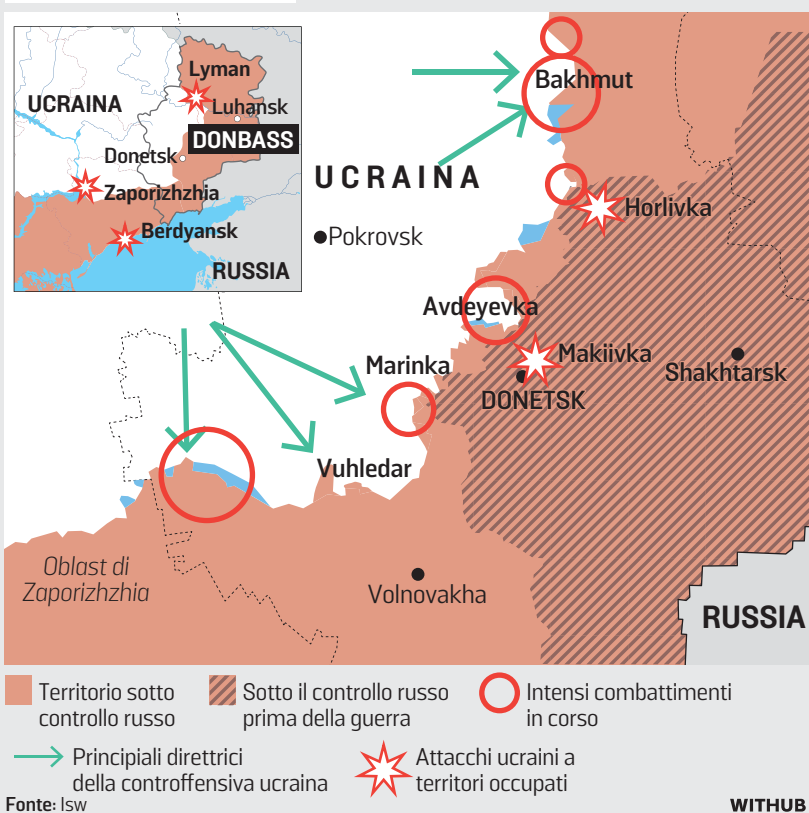 Lyman
UCRAINA
Luhansk
DONBASS
Donetsk
Zaporizhzhia
Berdyansk
RUSSIA
Bakhmut
UCRAINA
Horlivka
Pokrovsk
Avdeyevka
Marinka
Makiivka
Shakhtarsk
DONETSK
Vuhledar
Oblast di
Zaporizhzhia
Volnovakha
RUSSIA
Territorio sotto
controllo russo
Sotto il controllo russo
prima della guerra
Intensi combattimenti
in corso
Principiali direttrici
della controffensiva ucraina
Attacchi ucraini a
territori occupati
Fonte: Isw
WITHUB